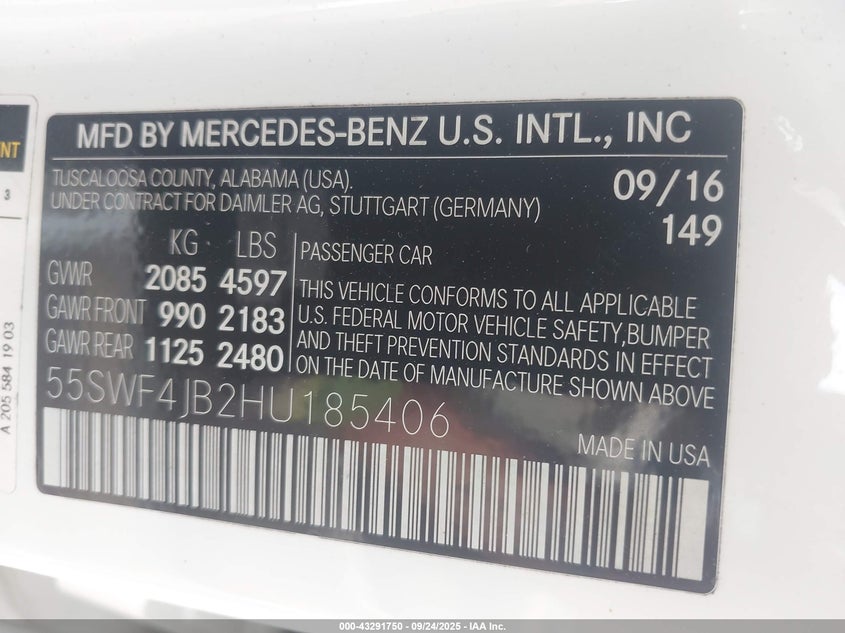 MFD BY MERCEDES-BENZ U.S. INTL., INC
TUSCALOOSA COUNTY, ALABAMA (USA).
UNDER CONTRACT FOR DAIMLER AG, STUTTGART (GERMANY)
09/16
149
KG LBS
GVWR 2085 4597
GAWR FRONT 990 2183
GAWR REAR 1125 2480
PASSENGER CAR
THIS VEHICLE CONFORMS TO ALL APPLICABLE
U.S. FEDERAL MOTOR VEHICLE SAFETY,BUMPER
AND THEFT PREVENTION STANDARDS IN EFFECT
ON THE DATE OF MANUFACTURE SHOWN ABOVE
55SWF4JB2HU185406
MADE IN USA
3
A 205 584 19 03
000-43291750 - 09/24/2025 - IAA Inc.